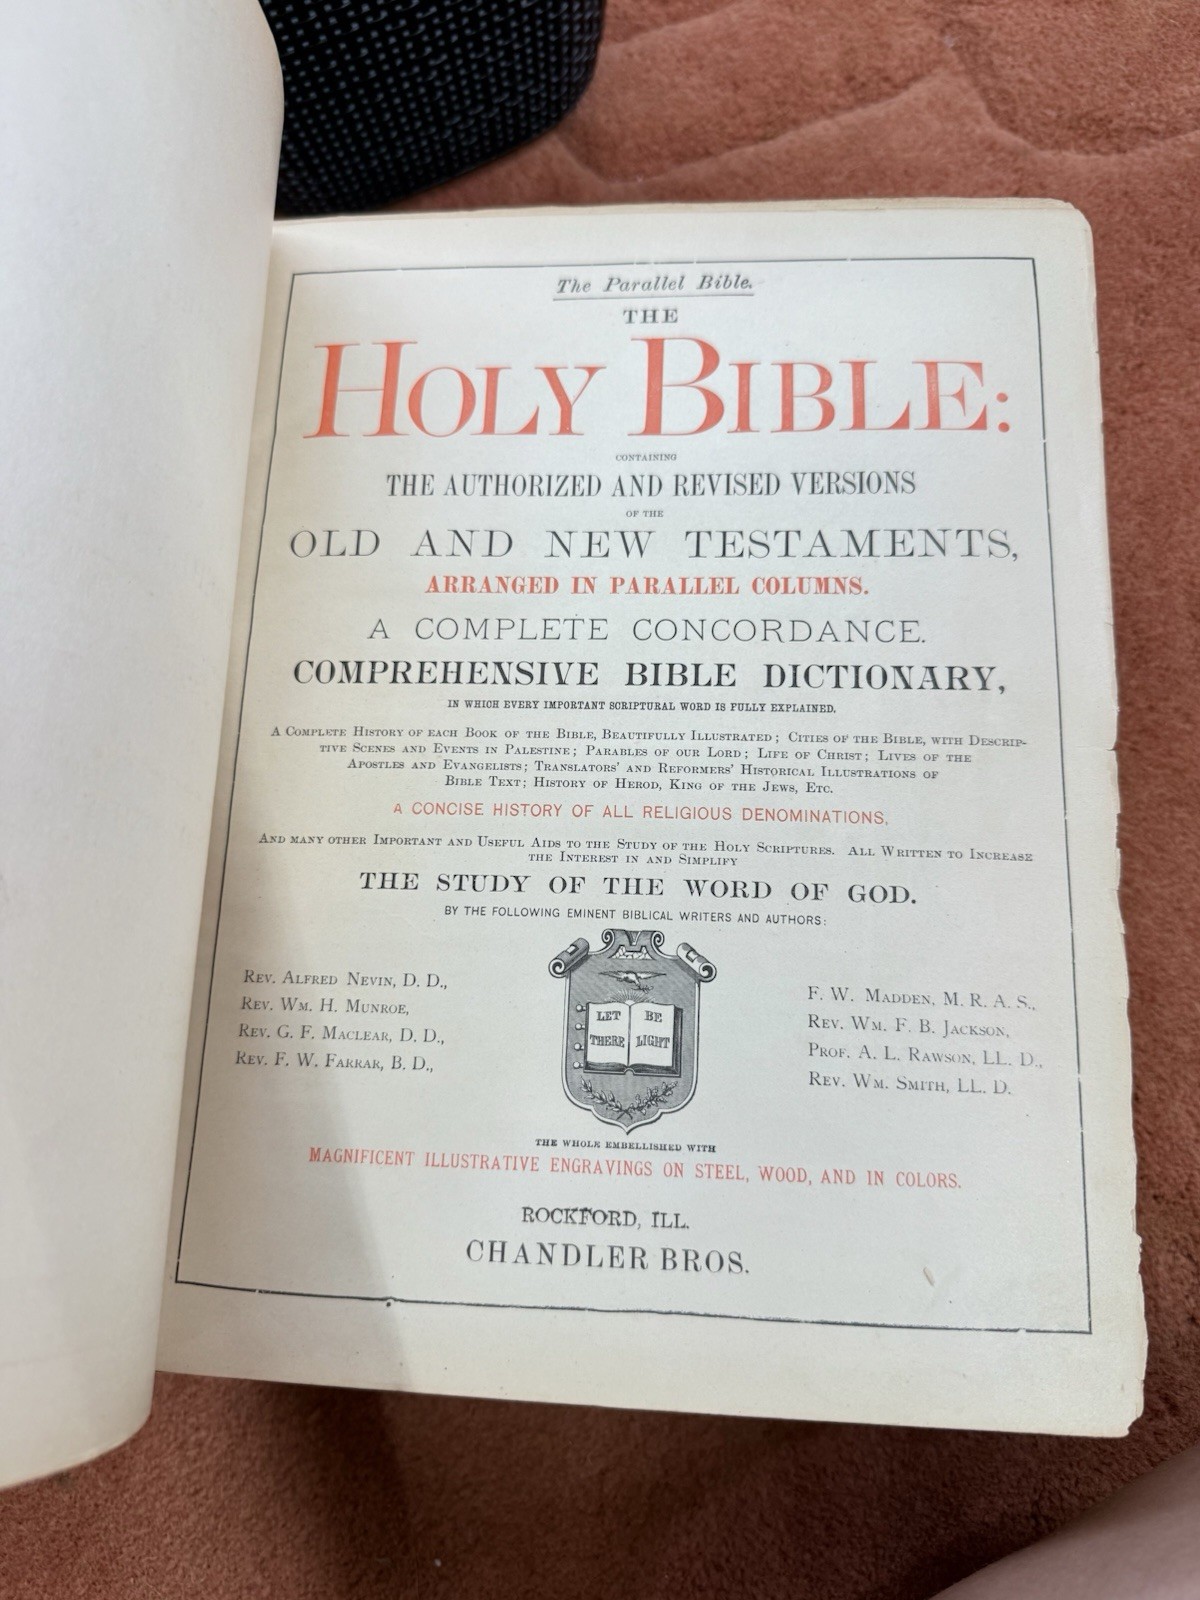 The Parallel Bible.
THE
HOLY BIBLE:
CONTAINING
THE AUTHORIZED AND REVISED VERSIONS
OF THE
OLD AND NEW TESTAMENTS,
ARRANGED IN PARALLEL COLUMNS.
A COMPLETE CONCORDANCE.
COMPREHENSIVE BIBLE DICTIONARY,
IN WHICH EVERY IMPORTANT SCRIPTURAL WORD IS FULLY EXPLAINED.
A COMPLETE HISTORY OF EACH BOOK OF THE BIBLE, BEAUTIFULLY ILLUSTRATED; CITIES OF THE BIBLE, WITH DESCRIP-
TIVE SCENES AND EVENTS IN PALESTINE; PARABLES OF OUR LORD; LIFE OF CHRIST; LIVES OF THE
APOSTLES AND EVANGELISTS; TRANSLATORS' AND REFORMERS' HISTORICAL ILLUSTRATIONS OF
BIBLE TEXT; HISTORY OF HEROD, KING OF THE JEWS, ETC.
A CONCISE HISTORY OF ALL RELIGIOUS DENOMINATIONS,
AND MANY OTHER IMPORTANT AND USEFUL AIDS TO THE STUDY OF THE HOLY SCRIPTURES. ALL WRITTEN TO INCREASE
THE INTEREST IN AND SIMPLIFY
THE STUDY OF THE WORD OF GOD.
BY THE FOLLOWING EMINENT BIBLICAL WRITERS AND AUTHORS:
REV. ALFRED NEVIN, D. D.,
REV. WM. H. MUNROE,
REV. G. F. MACLEAR, D. D.,
REV. F. W. FARRAR, B. D.,
LET BE
THERE LIGHT
F. W. MADDEN, M. R. A. S.,
REV. WM. F. B. JACKSON,
PROF. A. L. RAWSON, LL. D.,
REV. WM. SMITH, LL. D.
THE WHOLE EMBELLISHED WITH
MAGNIFICENT ILLUSTRATIVE ENGRAVINGS ON STEEL, WOOD, AND IN COLORS.
ROCKFORD, ILL.
CHANDLER BROS.